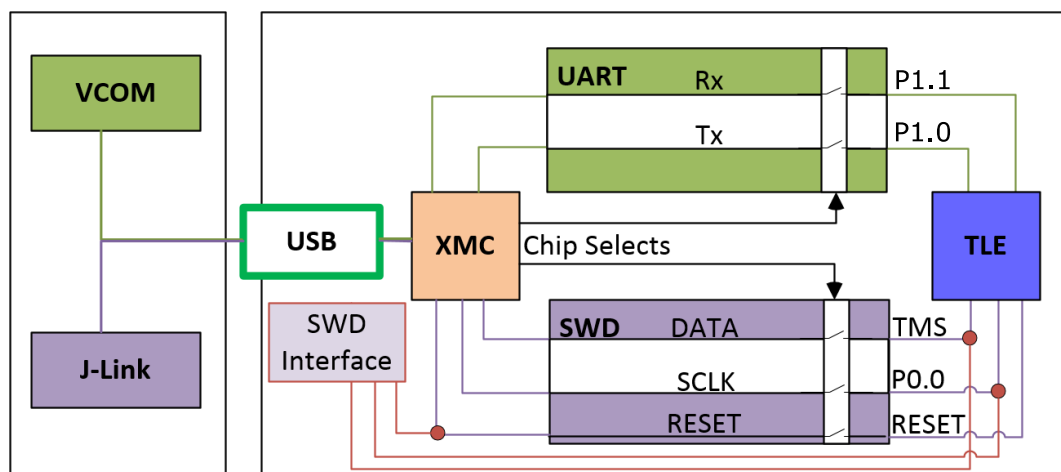 VCOM
J-Link
USB
XMC
SWD
Interface
UART
Rx
Tx
P1.1
P1.0
Chip Selects
TLE
SWD
DATA
SCLK
RESET
TMS
P0.0
RESET